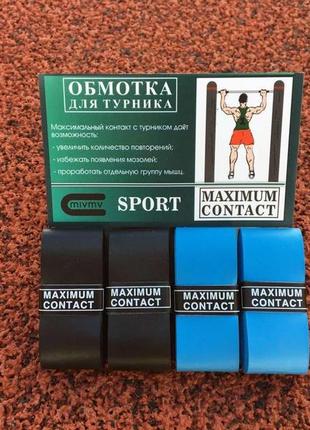 ОБМОТКА
ДЛЯ ТУРНИКА
Максимальный контакт с турником даёт
возможность:
- увеличить количество повторений;
- избежать появления мозолей;
- проработать отдельную группу мышц.
mivmv
SPORT
MAXIMUM
CONTACT
MAXIMUM
CONTACT
MAXIMUM
CONTACT
MAXIMUM
CONTACT
MAXIMUM
CONTACT